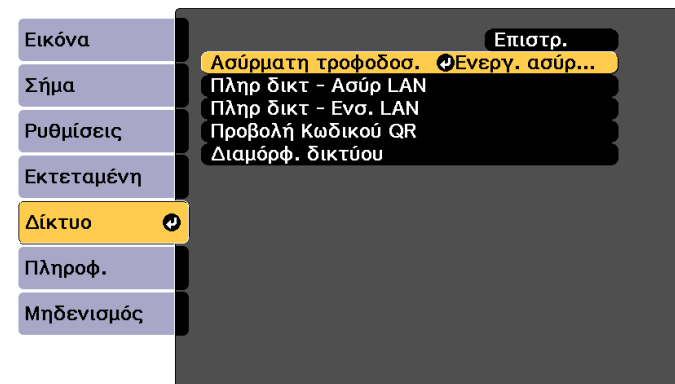 Εικόνα
Σήμα
Ρυθμίσεις
Εκτεταμένη
Δίκτυο
Πληροφ.
Μηδενισμός
Επιστρ.
Ασύρματη τροφοδοσ. Ενεργ. ασύρ...
Πληρ δικτ - Ασύρ LAN
Πληρ δικτ - Ενσ. LAN
Προβολή Κωδικού QR
Διαμόρφ. δικτύου